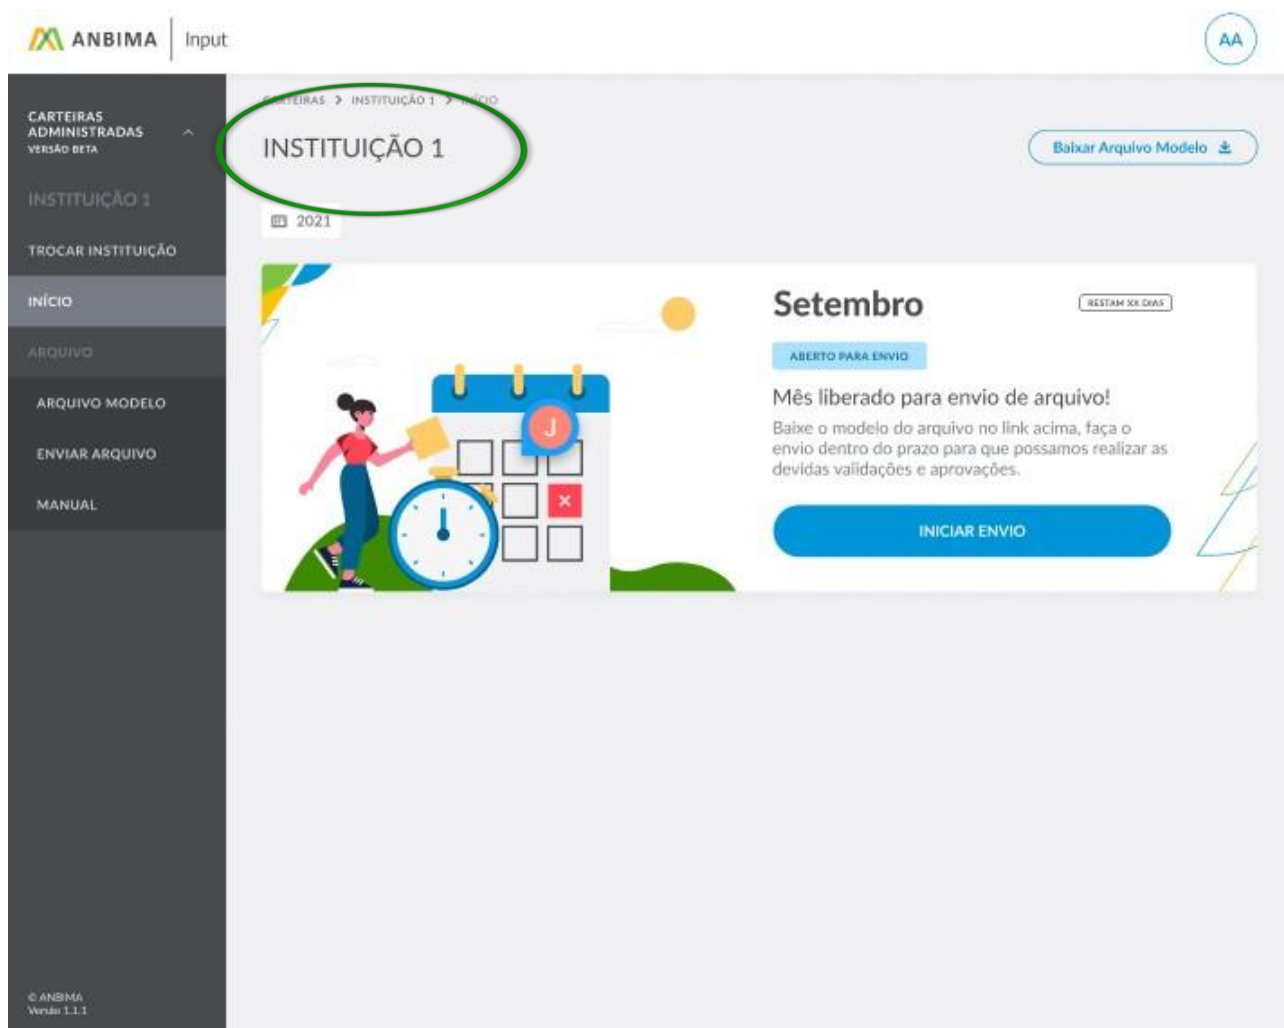 ANBIMA
Input
AA
CARTEIRAS
ADMINISTRADAS
VERSÃO BETA
INSTITUIÇÃO 1
TROCAR INSTITUIÇÃO
INÍCIO
ARQUIVO
ARQUIVO MODELO
ENVIAR ARQUIVO
MANUAL
© ANBIMA
Versão 1.1.1
CARTEIRAS > INSTITUIÇÃO 1 > INÍCIO
INSTITUIÇÃO 1
Baixar Arquivo Modelo
2021
J
Setembro
RESTAM XX DIAS
ABERTO PARA ENVIO
Mês liberado para envio de arquivo!
Baixe o modelo do arquivo no link acima, faça o
envio dentro do prazo para que possamos realizar as
devidas validações e aprovações.
INICIAR ENVIO